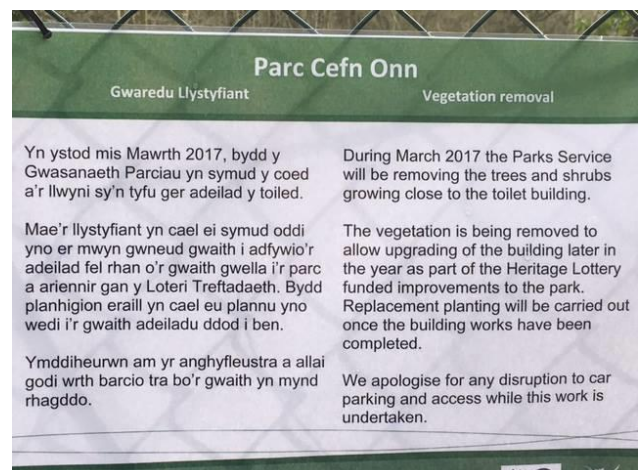 Parc Cefn Onn
Gwaredu Llystyfiant
Vegetation removal
Yn ystod mis Mawrth 2017, bydd y
Gwasanaeth Parciau yn symud y coed
a'r llwyni sy'n tyfu ger adeilad y toiled.
Mae'r llystyfiant yn cael ei symud oddi
yno er mwyn gwneud gwaith i adfywio'r
adeilad fel rhan o'r gwaith gwella i'r parc
a ariennir gan y Loteri Treftadaeth. Bydd
planhigion eraill yn cael eu plannu yno
wedi i'r gwaith adeiladu ddod i ben.
Ymddiheurwn am yr anghyfleustra a allai
godi wrth barcio tra bo'r gwaith yn mynd
rhagddo.
During March 2017 the Parks Service
will be removing the trees and shrubs
growing close to the toilet building.
The vegetation is being removed to
allow upgrading of the building later in
the year as part of the Heritage Lottery
funded improvements to the park.
Replacement planting will be carried out
once the building works have been
completed.
We apologise for any disruption to car
parking and access while this work is
undertaken.